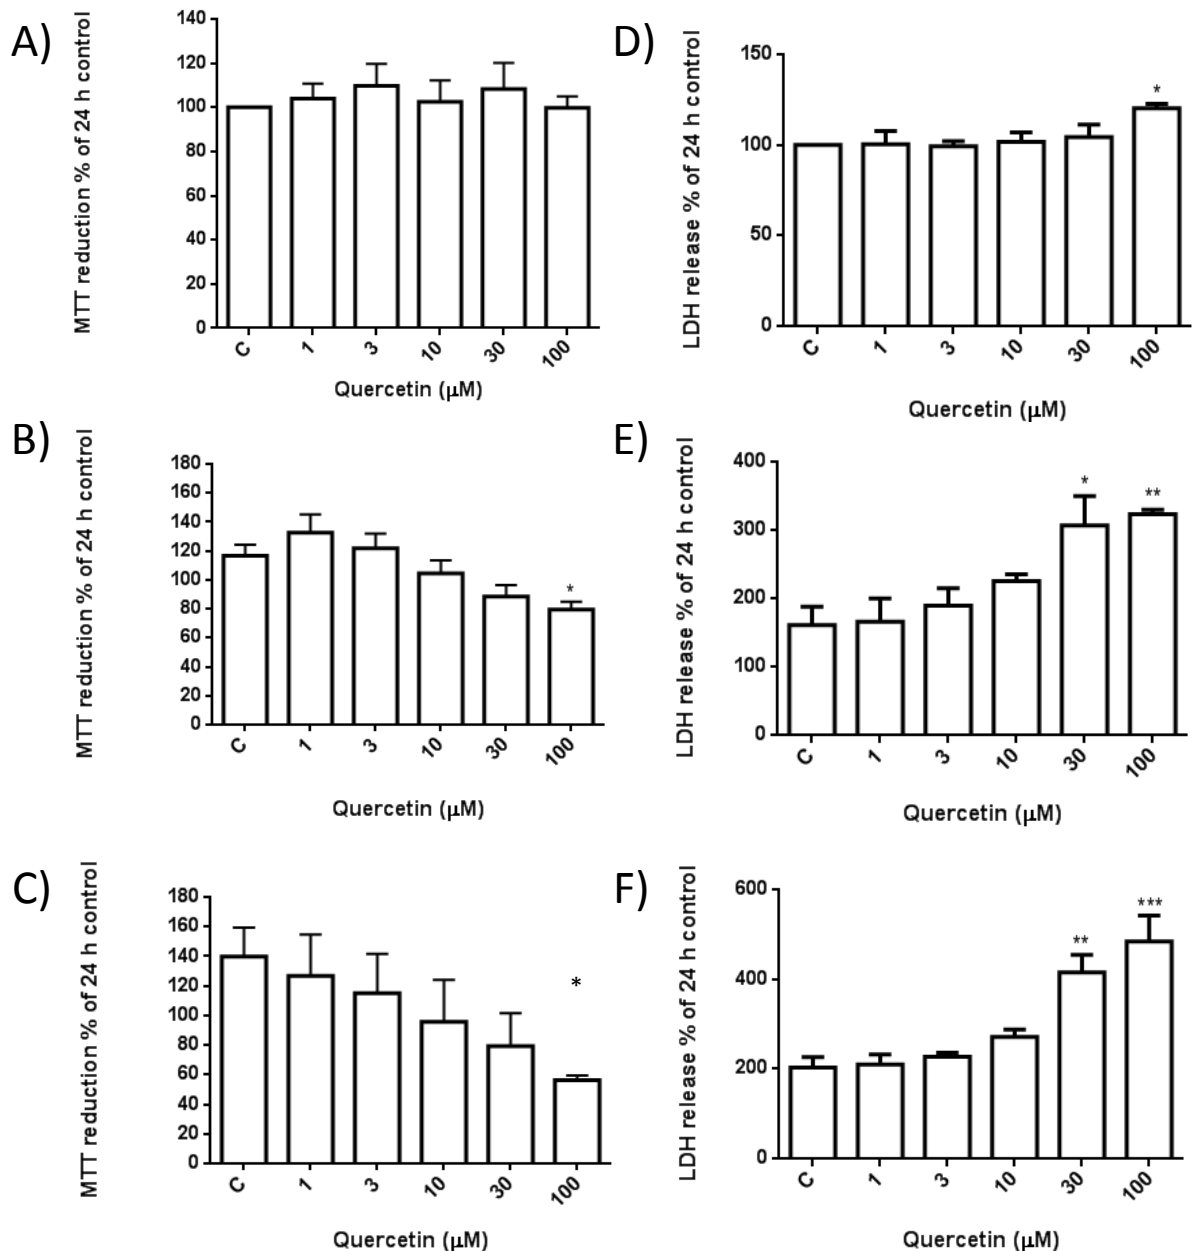 A)
MTT reduction % of 24 h control
140
120
100
80
60
40
20
0
C 1 3 10 30 100
Quercetin (μM)
D)
LDH release % of 24 h control
150
100
50
0
*
C 1 3 10 30 100
Quercetin (μM)
B)
MTT reduction % of 24 h control
180
160
140
120
100
80
60
40
20
0
*
C 1 3 10 30 100
Quercetin (μM)
E)
LDH release % of 24 h control
400
300
200
100
0
* **
C 1 3 10 30 100
Quercetin (μM)
C)
MTT reduction % of 24 h control
180
160
140
120
100
80
60
40
20
0
*
C 1 3 10 30 100
Quercetin (μM)
F)
LDH release % of 24 h control
600
400
200
0
** ***
C 1 3 10 30 100
Quercetin (μM)